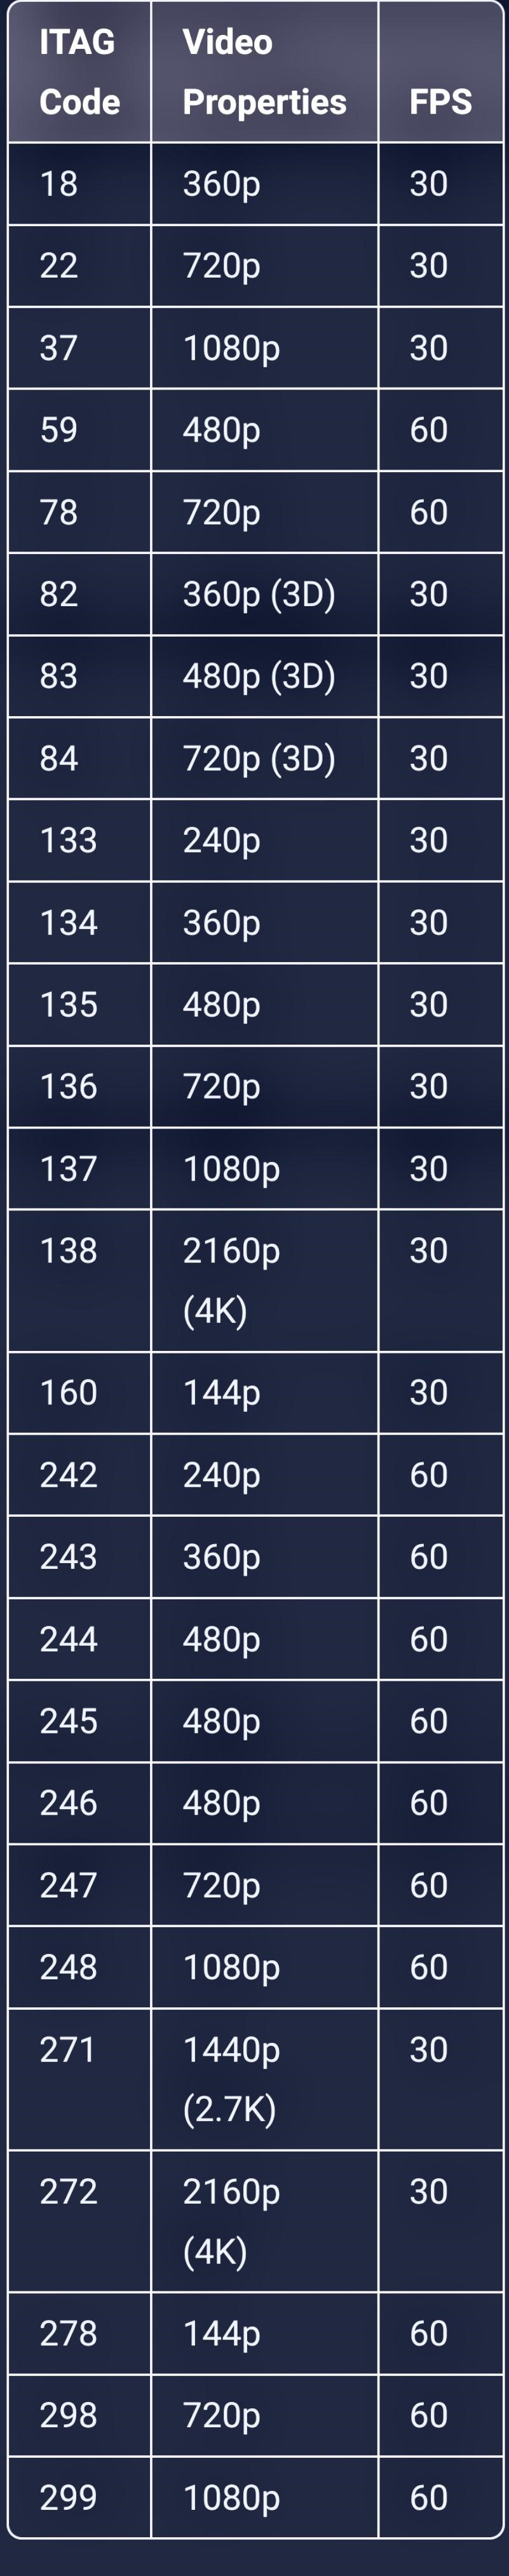 ITAG Code Video Properties FPS
18 360p 30
22 720p 30
37 1080p 30
59 480p 60
78 720p 60
82 360p (3D) 30
83 480p (3D) 30
84 720p (3D) 30
133 240p 30
134 360p 30
135 480p 30
136 720p 30
137 1080p 30
138 2160p (4K) 30
160 144p 30
242 240p 60
243 360p 60
244 480p 60
245 480p 60
246 480p 60
247 720p 60
248 1080p 60
271 1440p (2.7K) 30
272 2160p (4K) 30
278 144p 60
298 720p 60
299 1080p 60